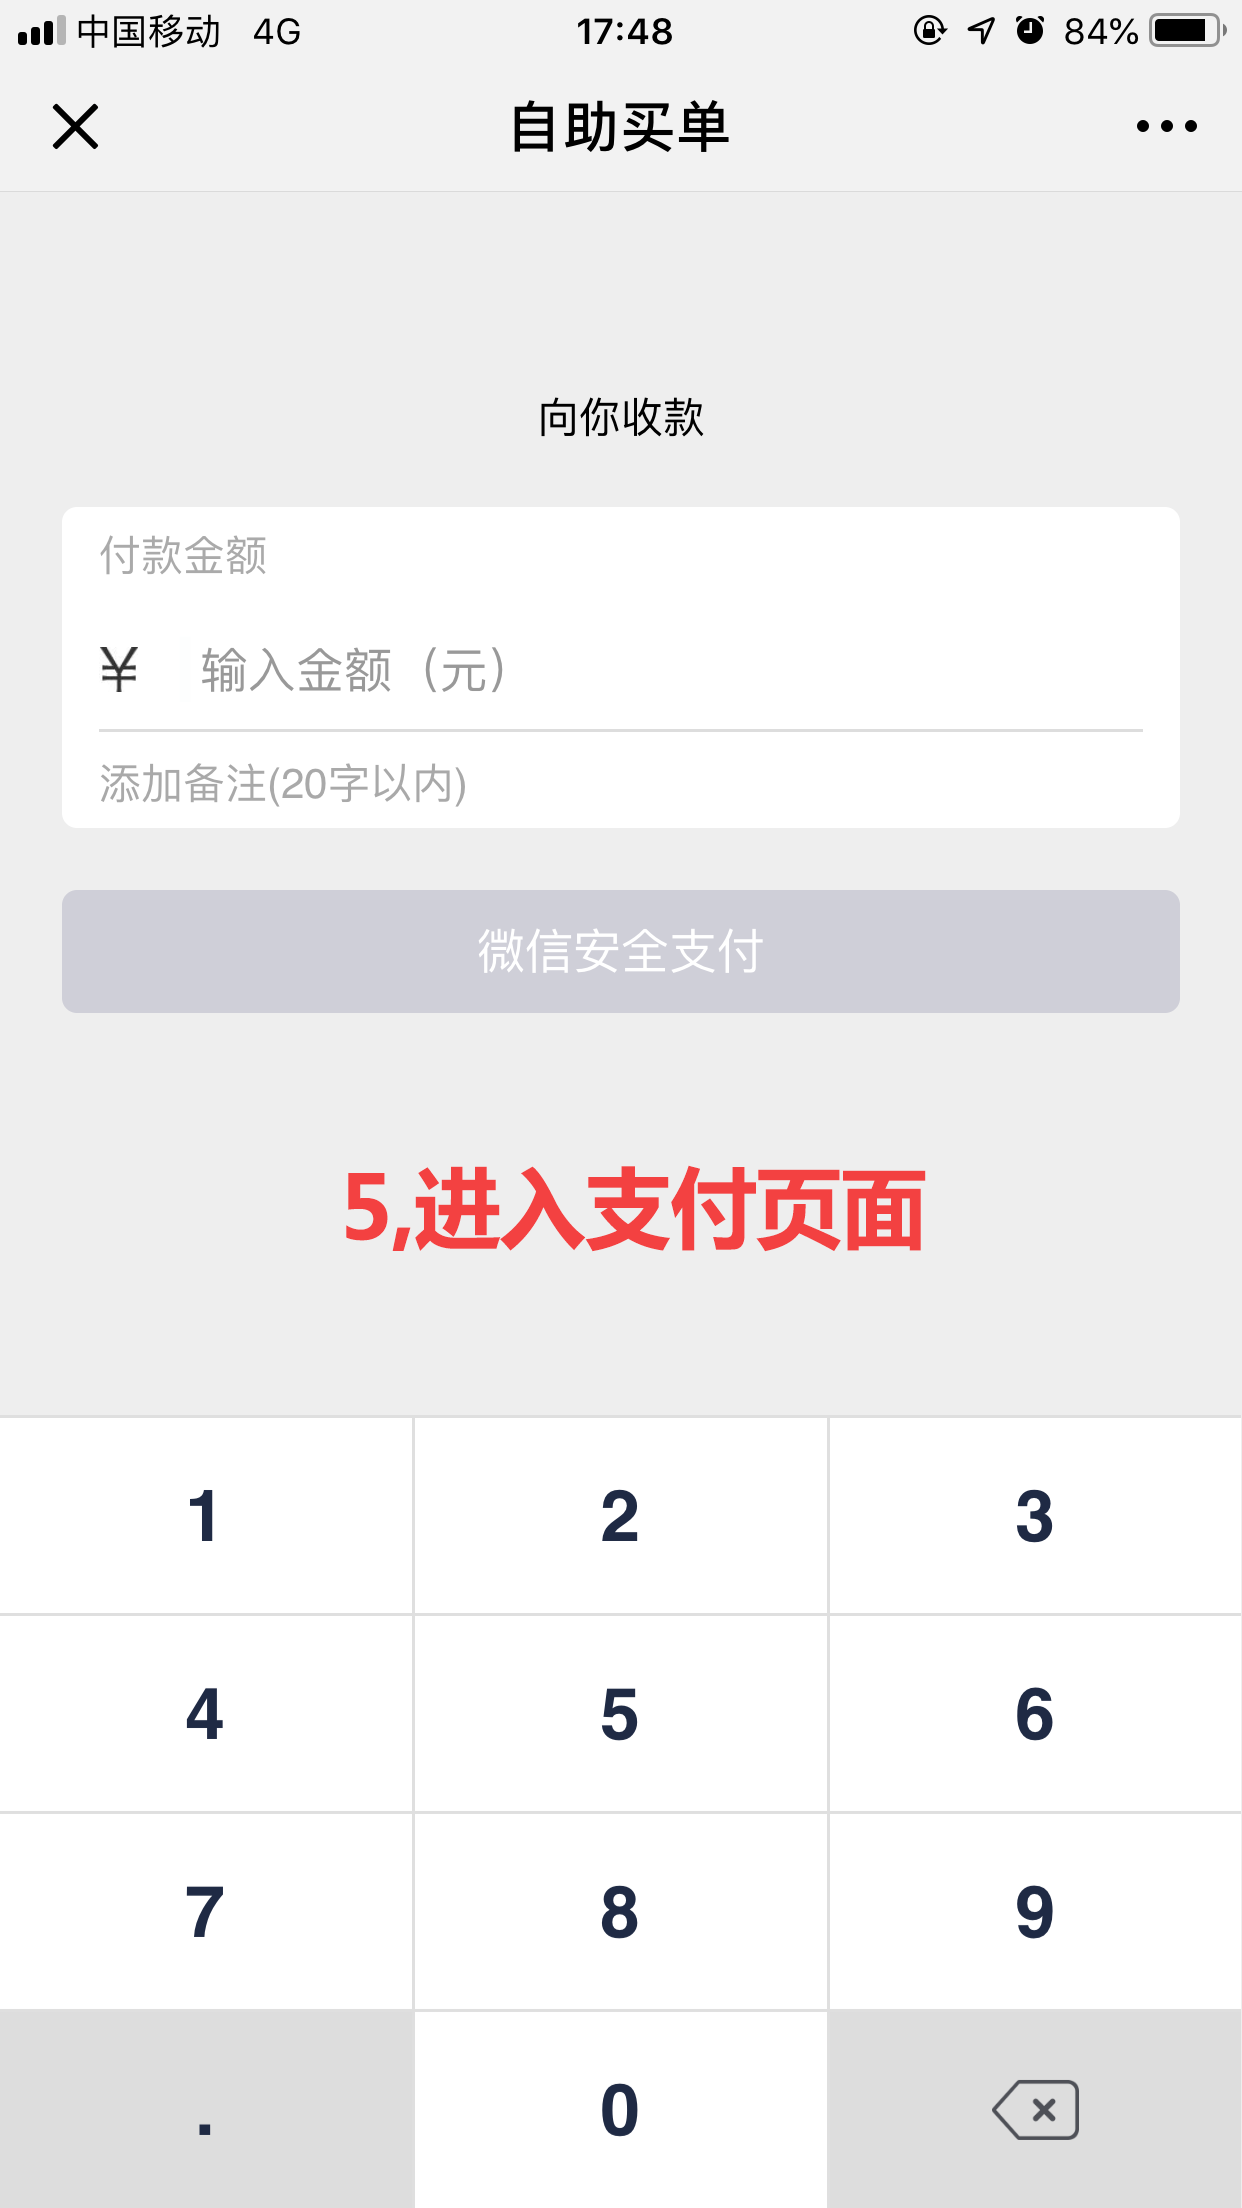 中国移动 4G 17:48 84%
自助买单
向你收款
付款金额
¥ 输入金额（元）
添加备注(20字以内)
微信安全支付
5,进入支付页面
1 2 3
4 5 6
7 8 9
. 0